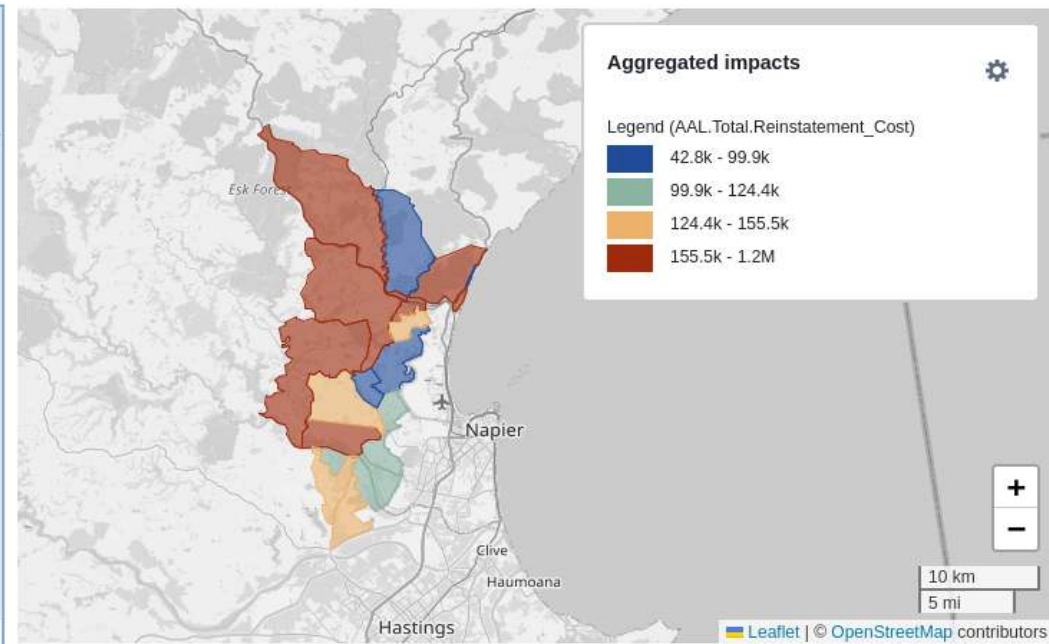 Aggregated impacts
Legend (AAL.Total.Reinstatement_Cost)
42.8k - 99.9k
99.9k - 124.4k
124.4k - 155.5k
155.5k - 1.2M
Esk Forest
Napier
Clive
Haumoana
Hastings
+
−
10 km
5 mi
Leaflet | © OpenStreetMap contributors